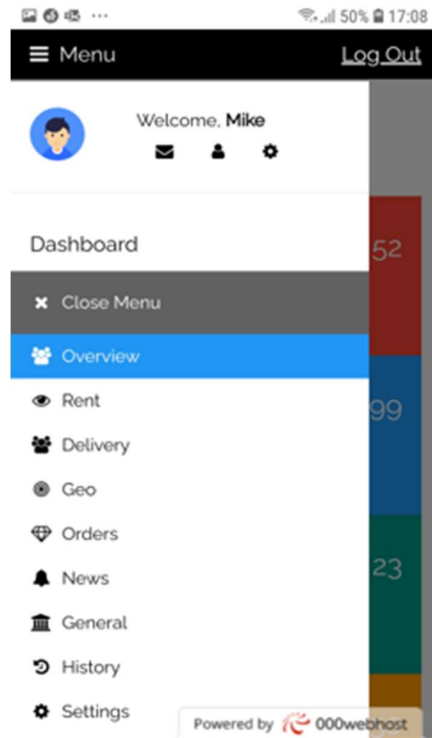 50% 17:08
Menu Log Out
Welcome, Mike
Dashboard
52
Close Menu
Overview
Rent
99
Delivery
Geo
Orders
News
23
General
History
Settings
Powered by 000webhost